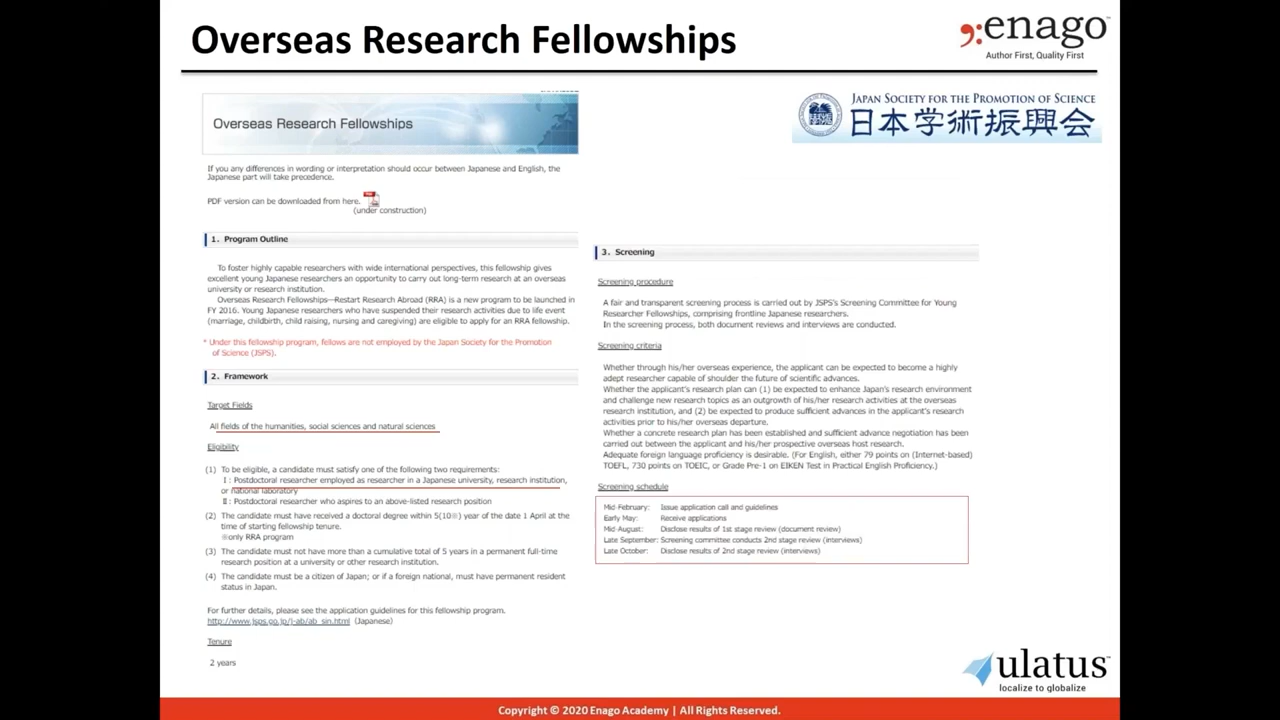 Overseas Research Fellowships
enago™
Author First, Quality First
Overseas Research Fellowships
JAPAN SOCIETY FOR THE PROMOTION OF SCIENCE
日本学術振興会
If you any differences in wording or interpretation should occur between Japanese and English, the
Japanese part will take precedence.
PDF version can be downloaded from here.
(under construction)
1. Program Outline
To foster highly capable researchers with wide international perspectives, this fellowship gives
excellent young Japanese researchers an opportunity to carry out long-term research at an overseas
university or research institution.
Overseas Research Fellowships—Restart Research Abroad (RRA) is a new program to be launched in
FY 2016. Young Japanese researchers who have suspended their research activities due to life event
(marriage, childbirth, child raising, nursing and caregiving) are eligible to apply for an RRA fellowship.
* Under this fellowship program, fellows are not employed by the Japan Society for the Promotion
of Science (JSPS).
2. Framework
Target Fields
All fields of the humanities, social sciences and natural sciences
Eligibility
(1) To be eligible, a candidate must satisfy one of the following two requirements:
Ⅰ: Postdoctoral researcher employed as researcher in a Japanese university, research institution,
or national laboratory
Ⅱ: Postdoctoral researcher who aspires to an above-listed research position
(2) The candidate must have received a doctoral degree within 5(10※) year of the date 1 April at the
time of starting fellowship tenure.
※only RRA program
(3) The candidate must not have more than a cumulative total of 5 years in a permanent full-time
research position at a university or other research institution.
(4) The candidate must be a citizen of Japan; or if a foreign national, must have permanent resident
status in Japan.
For further details, please see the application guidelines for this fellowship program.
http://www.jsps.go.jp/j-ab/ab_sin.html (Japanese)
Tenure
2 years
3. Screening
Screening procedure
A fair and transparent screening process is carried out by JSPS's Screening Committee for Young
Researcher Fellowships, comprising frontline Japanese researchers.
In the screening process, both document reviews and interviews are conducted.
Screening criteria
Whether through his/her overseas experience, the applicant can be expected to become a highly
adept researcher capable of shoulder the future of scientific advances.
Whether the applicant's research plan can (1) be expected to enhance Japan's research environment
and challenge new research topics as an outgrowth of his/her research activities at the overseas
research institution, and (2) be expected to produce sufficient advances in the applicant's research
activities prior to his/her overseas departure.
Whether a concrete research plan has been established and sufficient advance negotiation has been
carried out between the applicant and his/her prospective overseas host research.
Adequate foreign language proficiency is desirable. (For English, either 79 points on (Internet-based)
TOEFL, 730 points on TOEIC, or Grade Pre-1 on EIKEN Test in Practical English Proficiency.)
Screening schedule
Mid-February: Issue application call and guidelines
Early May: Receive applications
Mid-August: Disclose results of 1st stage review (document review)
Late September: Screening committee conducts 2nd stage review (interviews)
Late October: Disclose results of 2nd stage review (interviews)
ulatus™
localize to globalize
Copyright © 2020 Enago Academy | All Rights Reserved.